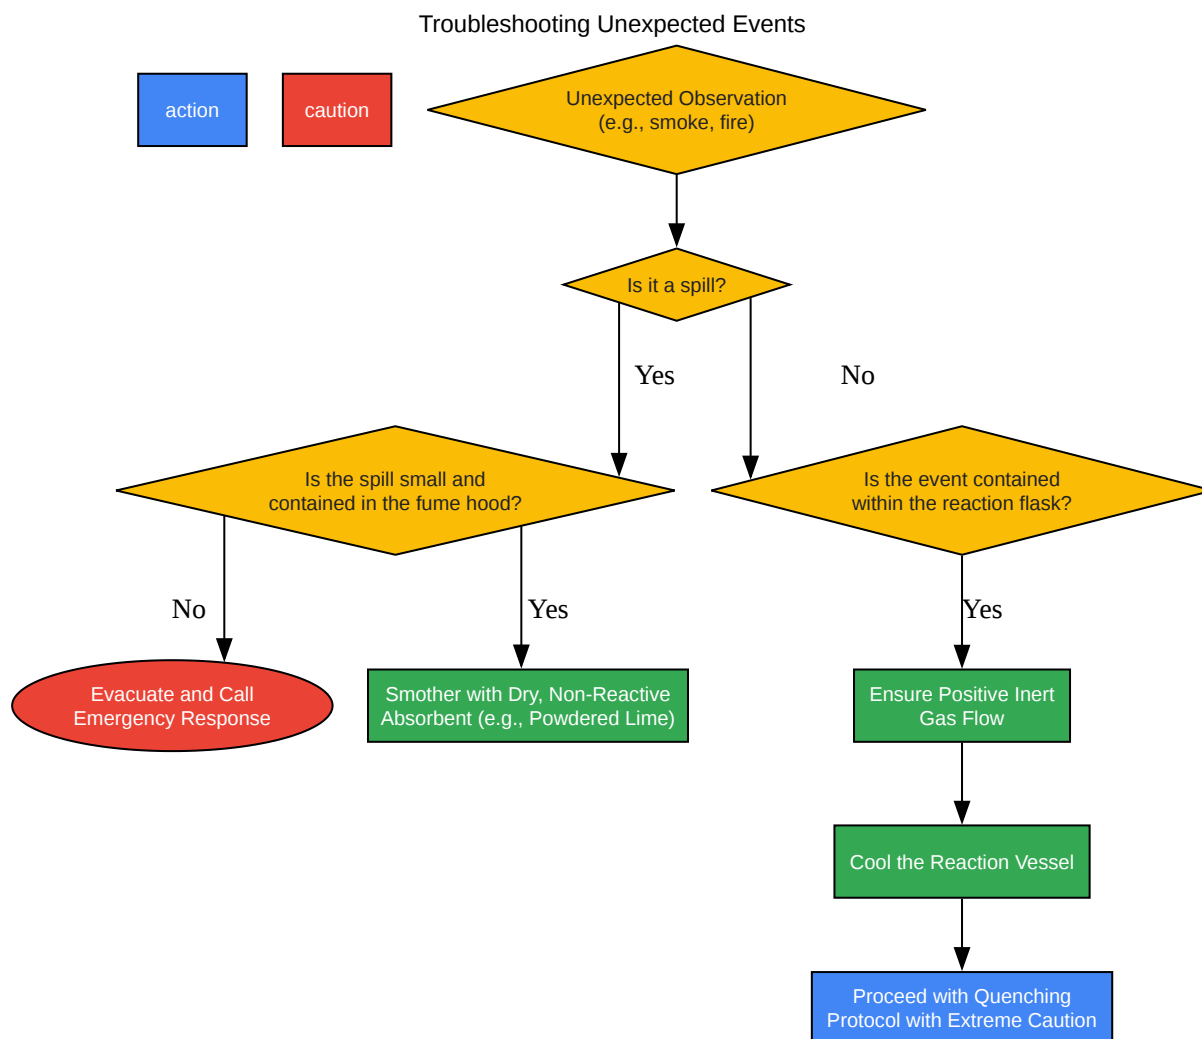 Troubleshooting Unexpected Events
action
caution
Unexpected Observation
(e.g., smoke, fire)
Is it a spill?
Yes
No
Is the spill small and
contained in the fume hood?
Is the event contained
within the reaction flask?
No
Yes
Yes
Evacuate and Call
Emergency Response
Smother with Dry, Non-Reactive
Absorbent (e.g., Powdered Lime)
Ensure Positive Inert
Gas Flow
Cool the Reaction Vessel
Proceed with Quenching
Protocol with Extreme Caution